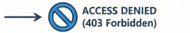 ACCESS DENIED
(403 Forbidden)